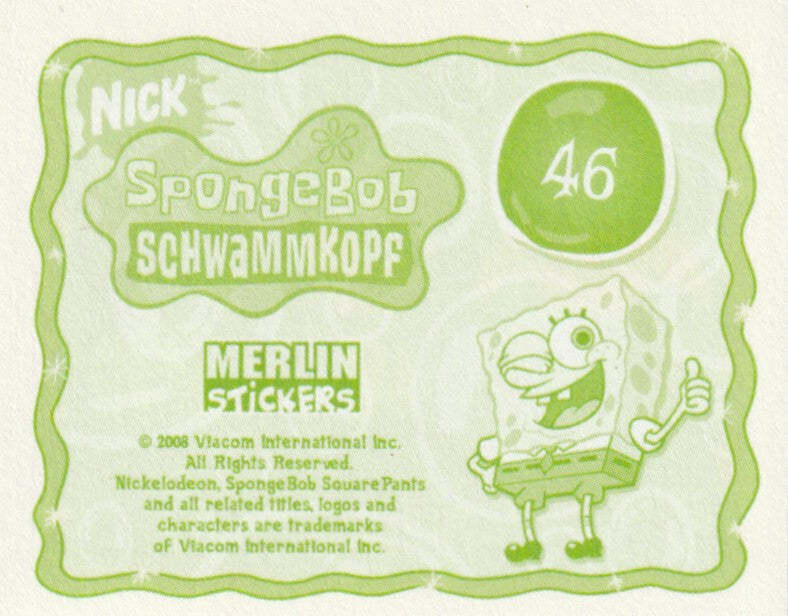 NICK
SpongeBob
SCHWaMMKOPF
46
MERLIN
STiCKERS
© 2008 Viacom International Inc.
All Rights Reserved.
Nickelodeon, SpongeBob SquarePants
and all related titles, logos and
characters are trademarks
of Viacom International Inc.